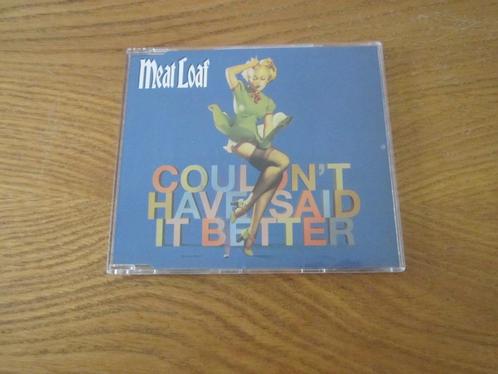 Meat Loaf
COULDN'T
HAVE SAID
IT BETTER